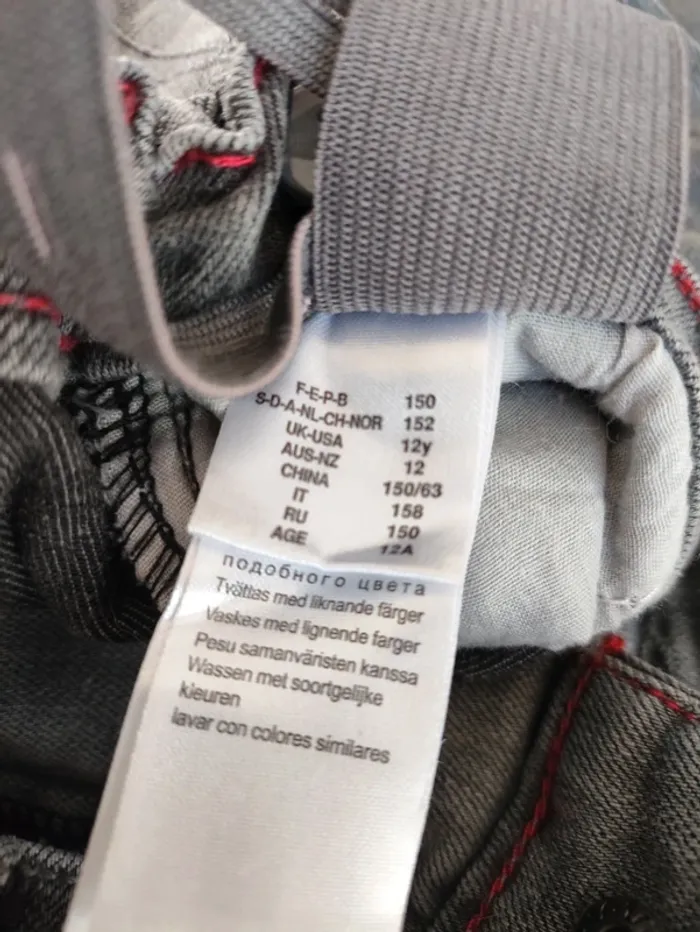 F-E-P-B 150
S-D-A-NL-CH-NOR 152
UK-USA 12y
AUS-NZ 12
CHINA 150/63
IT 158
RU 150
AGE 12A
подобного цвета
Tvättas med liknande färger
Vaskes med lignende farger
Pesu samanväristen kanssa
Wassen met soortgelijke
kleuren
lavar con colores similares